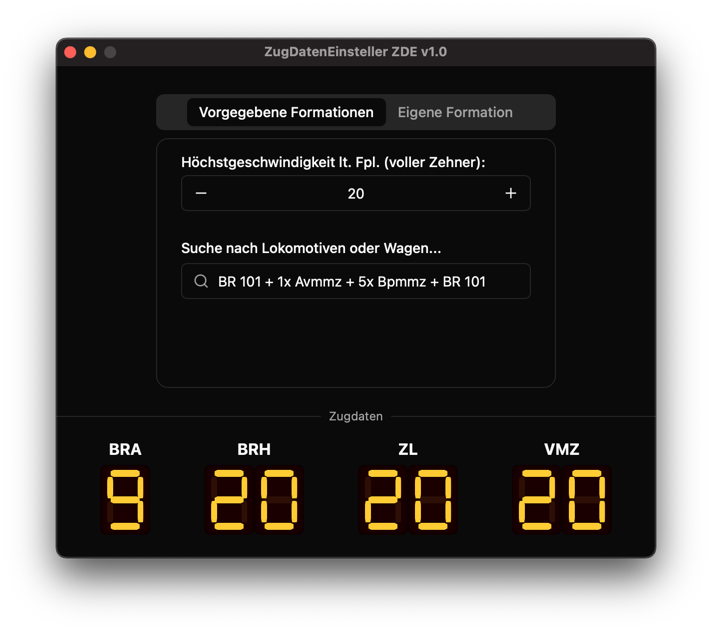 ZugDatenEinsteller ZDE v1.0
Vorgegebene Formationen Eigene Formation
Höchstgeschwindigkeit lt. Fpl. (voller Zehner):
− 20 +
Suche nach Lokomotiven oder Wagen...
BR 101 + 1x Avmmz + 5x Bpmmz + BR 101
Zugdaten
BRA BRH ZL VMZ
9 20 20 20